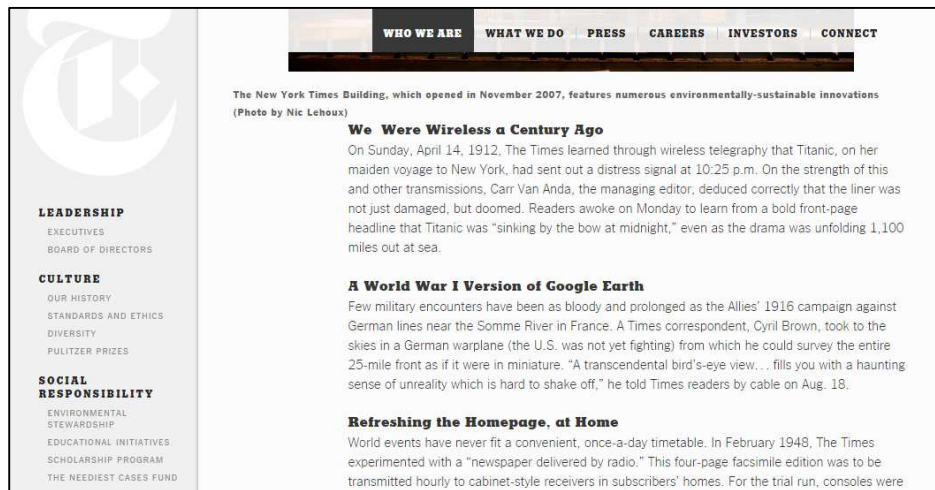 WHO WE ARE WHAT WE DO PRESS CAREERS INVESTORS CONNECT
The New York Times Building, which opened in November 2007, features numerous environmentally-sustainable innovations
(Photo by Nic Lehoux)
LEADERSHIP
EXECUTIVES
BOARD OF DIRECTORS
CULTURE
OUR HISTORY
STANDARDS AND ETHICS
DIVERSITY
PULITZER PRIZES
SOCIAL
RESPONSIBILITY
ENVIRONMENTAL
STEWARDSHIP
EDUCATIONAL INITIATIVES
SCHOLARSHIP PROGRAM
THE NEEDIEST CASES FUND
We Were Wireless a Century Ago
On Sunday, April 14, 1912, The Times learned through wireless telegraphy that Titanic, on her
maiden voyage to New York, had sent out a distress signal at 10:25 p.m. On the strength of this
and other transmissions, Carr Van Anda, the managing editor, deduced correctly that the liner was
not just damaged, but doomed. Readers awoke on Monday to learn from a bold front-page
headline that Titanic was “sinking by the bow at midnight,” even as the drama was unfolding 1,100
miles out at sea.
A World War I Version of Google Earth
Few military encounters have been as bloody and prolonged as the Allies’ 1916 campaign against
German lines near the Somme River in France. A Times correspondent, Cyril Brown, took to the
skies in a German warplane (the U.S. was not yet fighting) from which he could survey the entire
25-mile front as if it were in miniature. “A transcendental bird’s-eye view... fills you with a haunting
sense of unreality which is hard to shake off,” he told Times readers by cable on Aug. 18.
Refreshing the Homepage, at Home
World events have never fit a convenient, once-a-day timetable. In February 1948, The Times
experimented with a “newspaper delivered by radio.” This four-page facsimile edition was to be
transmitted hourly to cabinet-style receivers in subscribers’ homes. For the trial run, consoles were